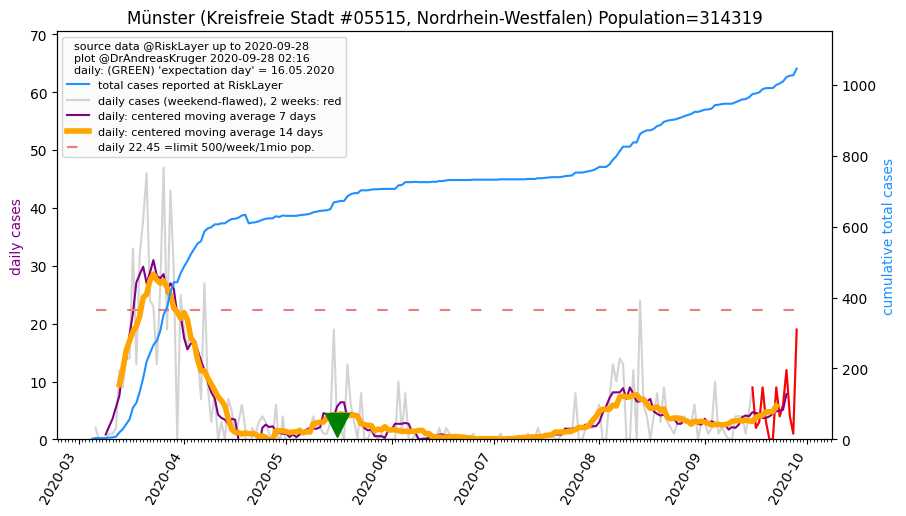 Münster (Kreisfreie Stadt #05515, Nordrhein-Westfalen) Population=314319
source data @RiskLayer up to 2020-09-28
plot @DrAndreasKruger 2020-09-28 02:16
daily: (GREEN) 'expectation day' = 16.05.2020
total cases reported at RiskLayer
daily cases (weekend-flawed), 2 weeks: red
daily: centered moving average 7 days
daily: centered moving average 14 days
daily 22.45 =limit 500/week/1mio pop.
daily cases
70
60
50
40
30
20
10
0
cumulative total cases
1000
800
600
400
200
0
2020-03
2020-04
2020-05
2020-06
2020-07
2020-08
2020-09
2020-10